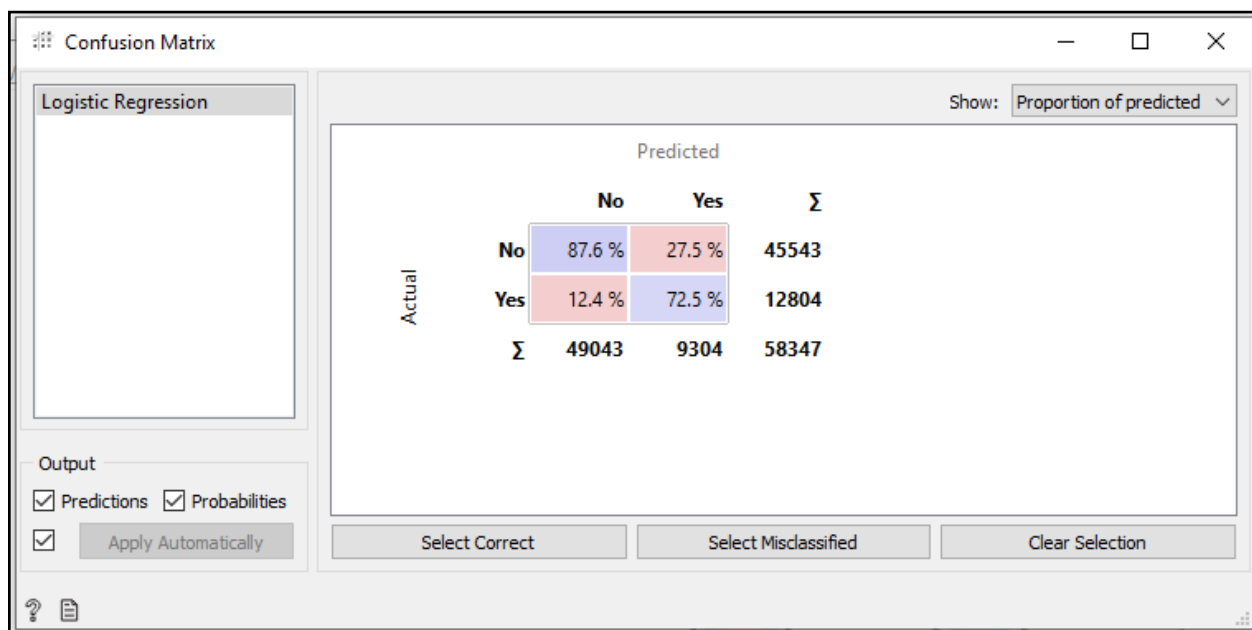 Confusion Matrix
Logistic Regression
Show: Proportion of predicted
Predicted
No Yes Σ
No 87.6 % 27.5 % 45543
Actual
Yes 12.4 % 72.5 % 12804
Σ 49043 9304 58347
Output
Predictions Probabilities
Apply Automatically
Select Correct Select Misclassified Clear Selection
?